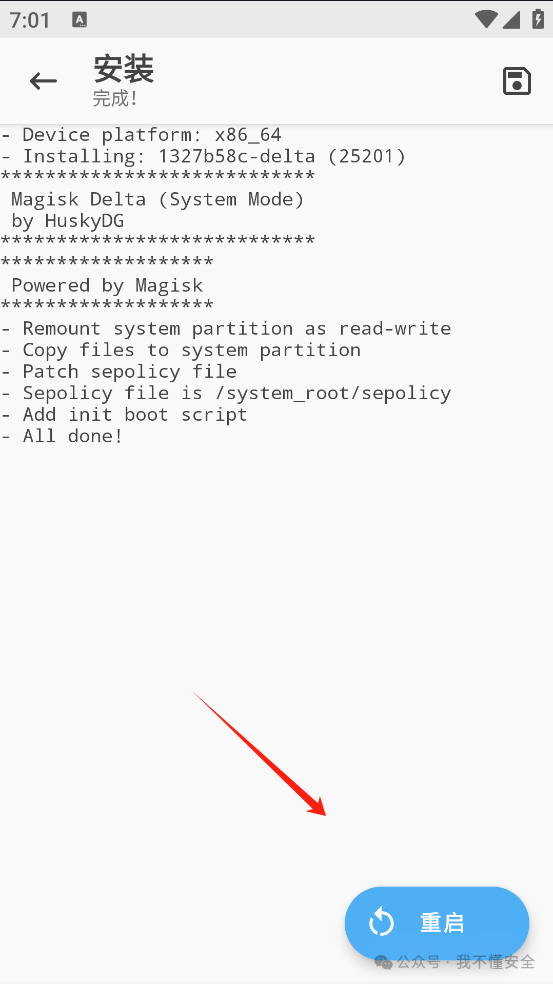 7:01 A
安装
完成！
- Device platform: x86_64
- Installing: 1327b58c-delta (25201)
****************************
Magisk Delta (System Mode)
by HuskyDG
****************************
*******************
Powered by Magisk
*******************
- Remount system partition as read-write
- Copy files to system partition
- Patch sepolicy file
- Sepolicy file is /system_root/sepolicy
- Add init boot script
- All done!
重启
公众号 · 我不懂安全